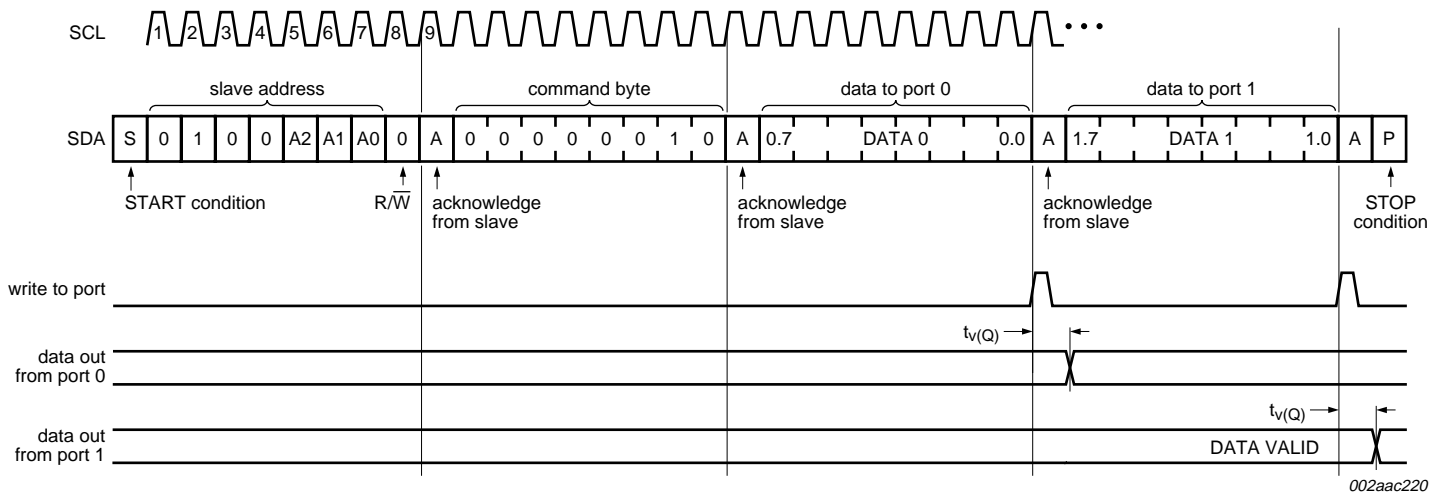 SCL 1 2 3 4 5 6 7 8 9 •••
slave address command byte data to port 0 data to port 1
SDA S 0 1 0 0 A2 A1 A0 0 A 0 0 0 0 0 0 1 0 A 0.7 DATA 0 0.0 A 1.7 DATA 1 1.0 A P
START condition R/W̅ acknowledge
from slave acknowledge
from slave acknowledge
from slave STOP
condition
write to port
tv(Q)
data out
from port 0
tv(Q)
data out
from port 1
DATA VALID
002aac220